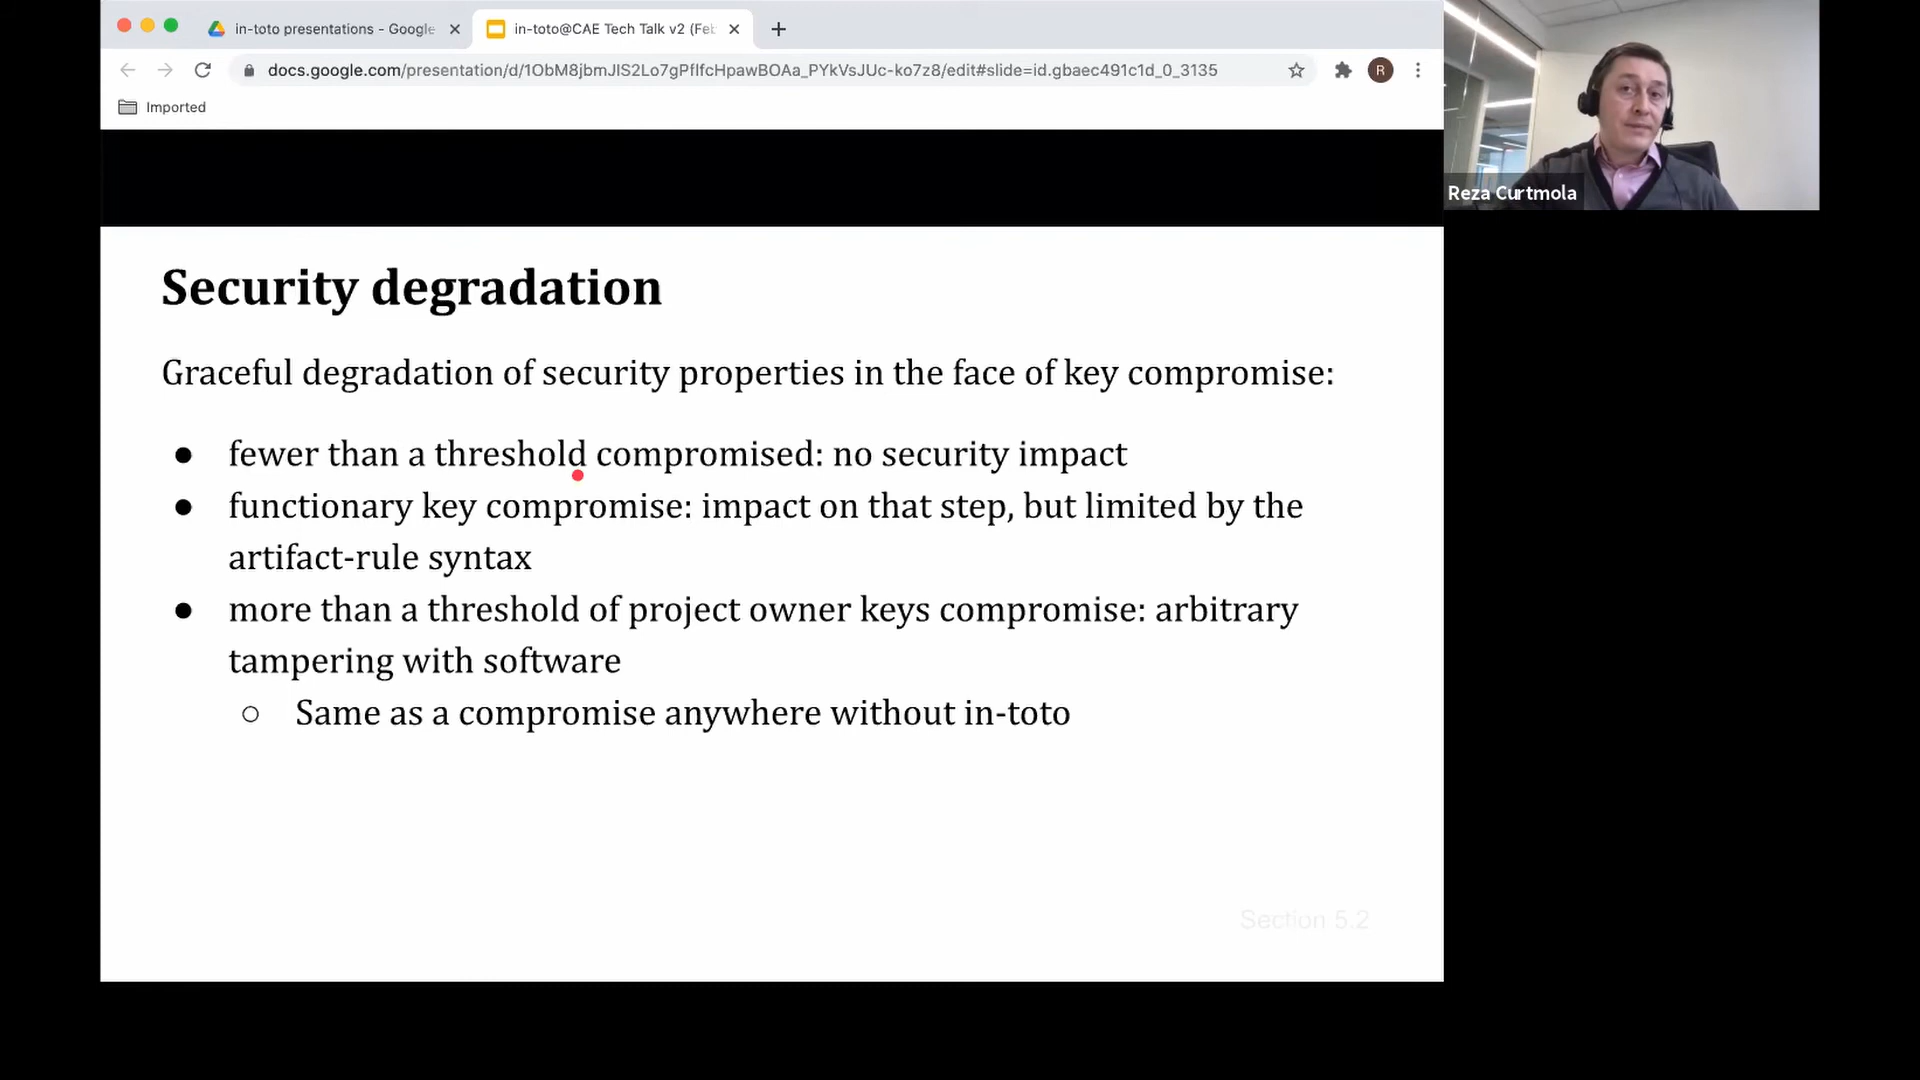 in-toto presentations - Google
in-toto@CAE Tech Talk v2 (Feb
docs.google.com/presentation/d/1ObM8jbmJIS2Lo7gPfIfcHpawBOAa_PYkVsJUc-ko7z8/edit#slide=id.gbaec491c1d_0_3135
R
Imported
Reza Curtmola
Security degradation
Graceful degradation of security properties in the face of key compromise:
● fewer than a threshold compromised: no security impact
● functionary key compromise: impact on that step, but limited by the
artifact-rule syntax
● more than a threshold of project owner keys compromise: arbitrary
tampering with software
○ Same as a compromise anywhere without in-toto
Section 5.2